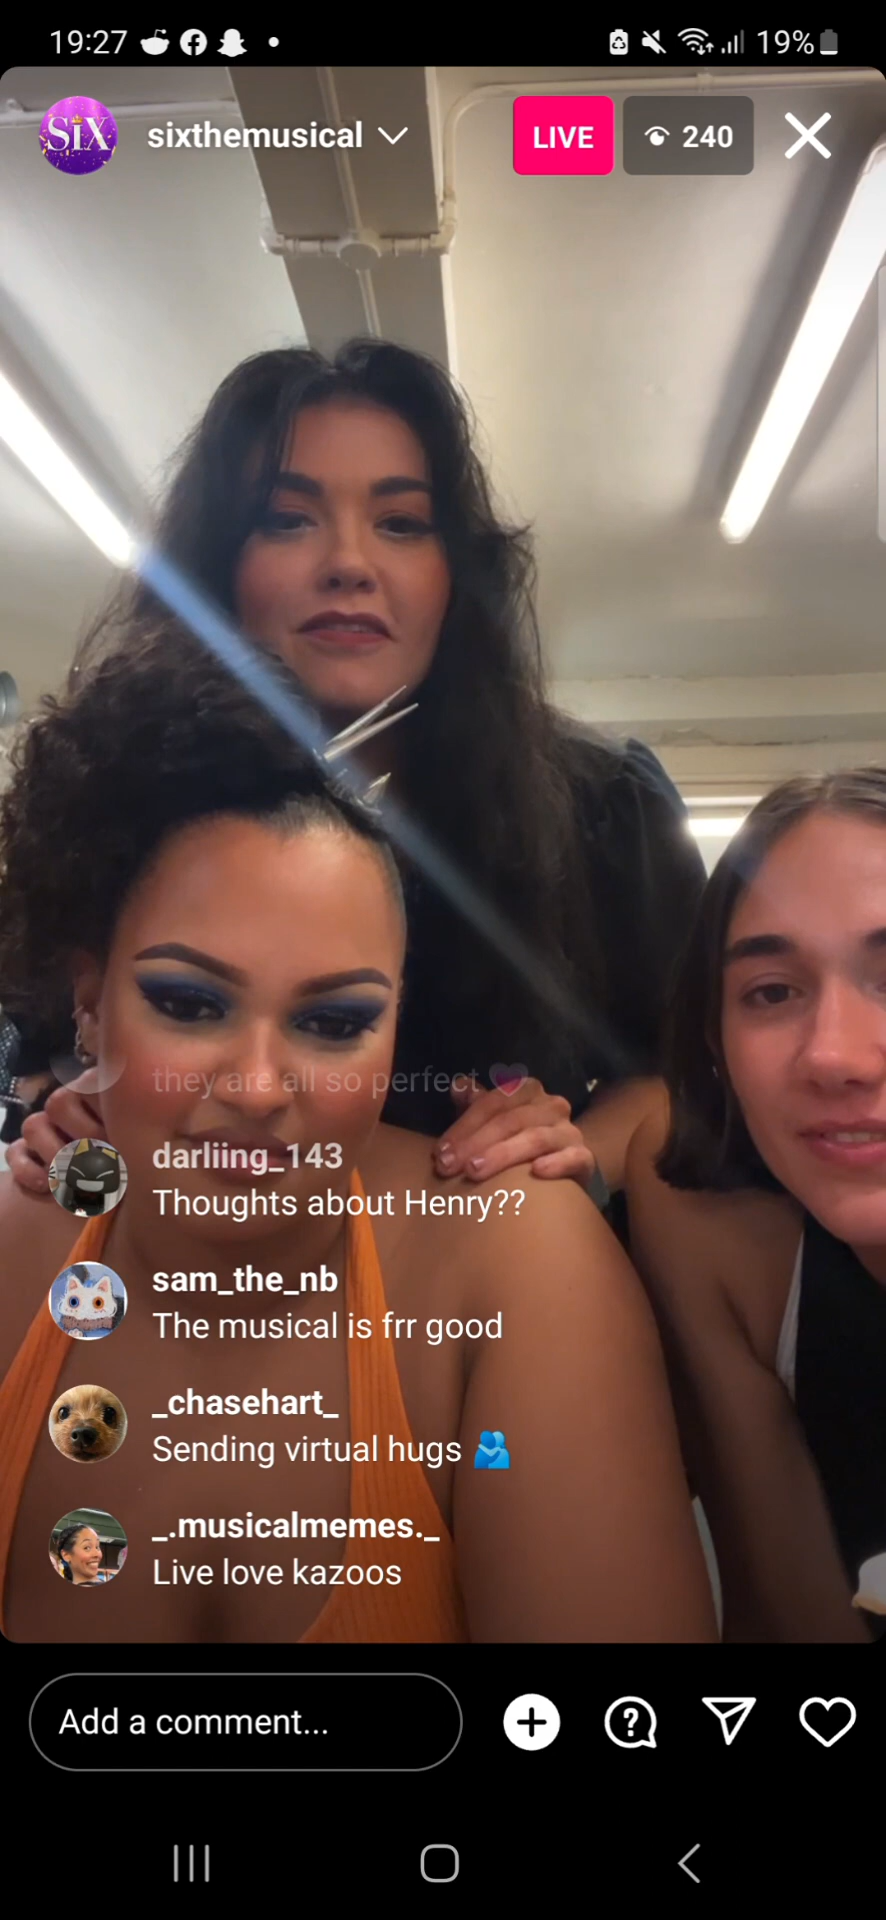 19:27
19%
SIX
sixthemusical
LIVE
240
they are all so perfect 💗
darliing_143
Thoughts about Henry??
sam_the_nb
The musical is frr good
_chasehart_
Sending virtual hugs 🫂
_.musicalmemes._
Live love kazoos
Add a comment...